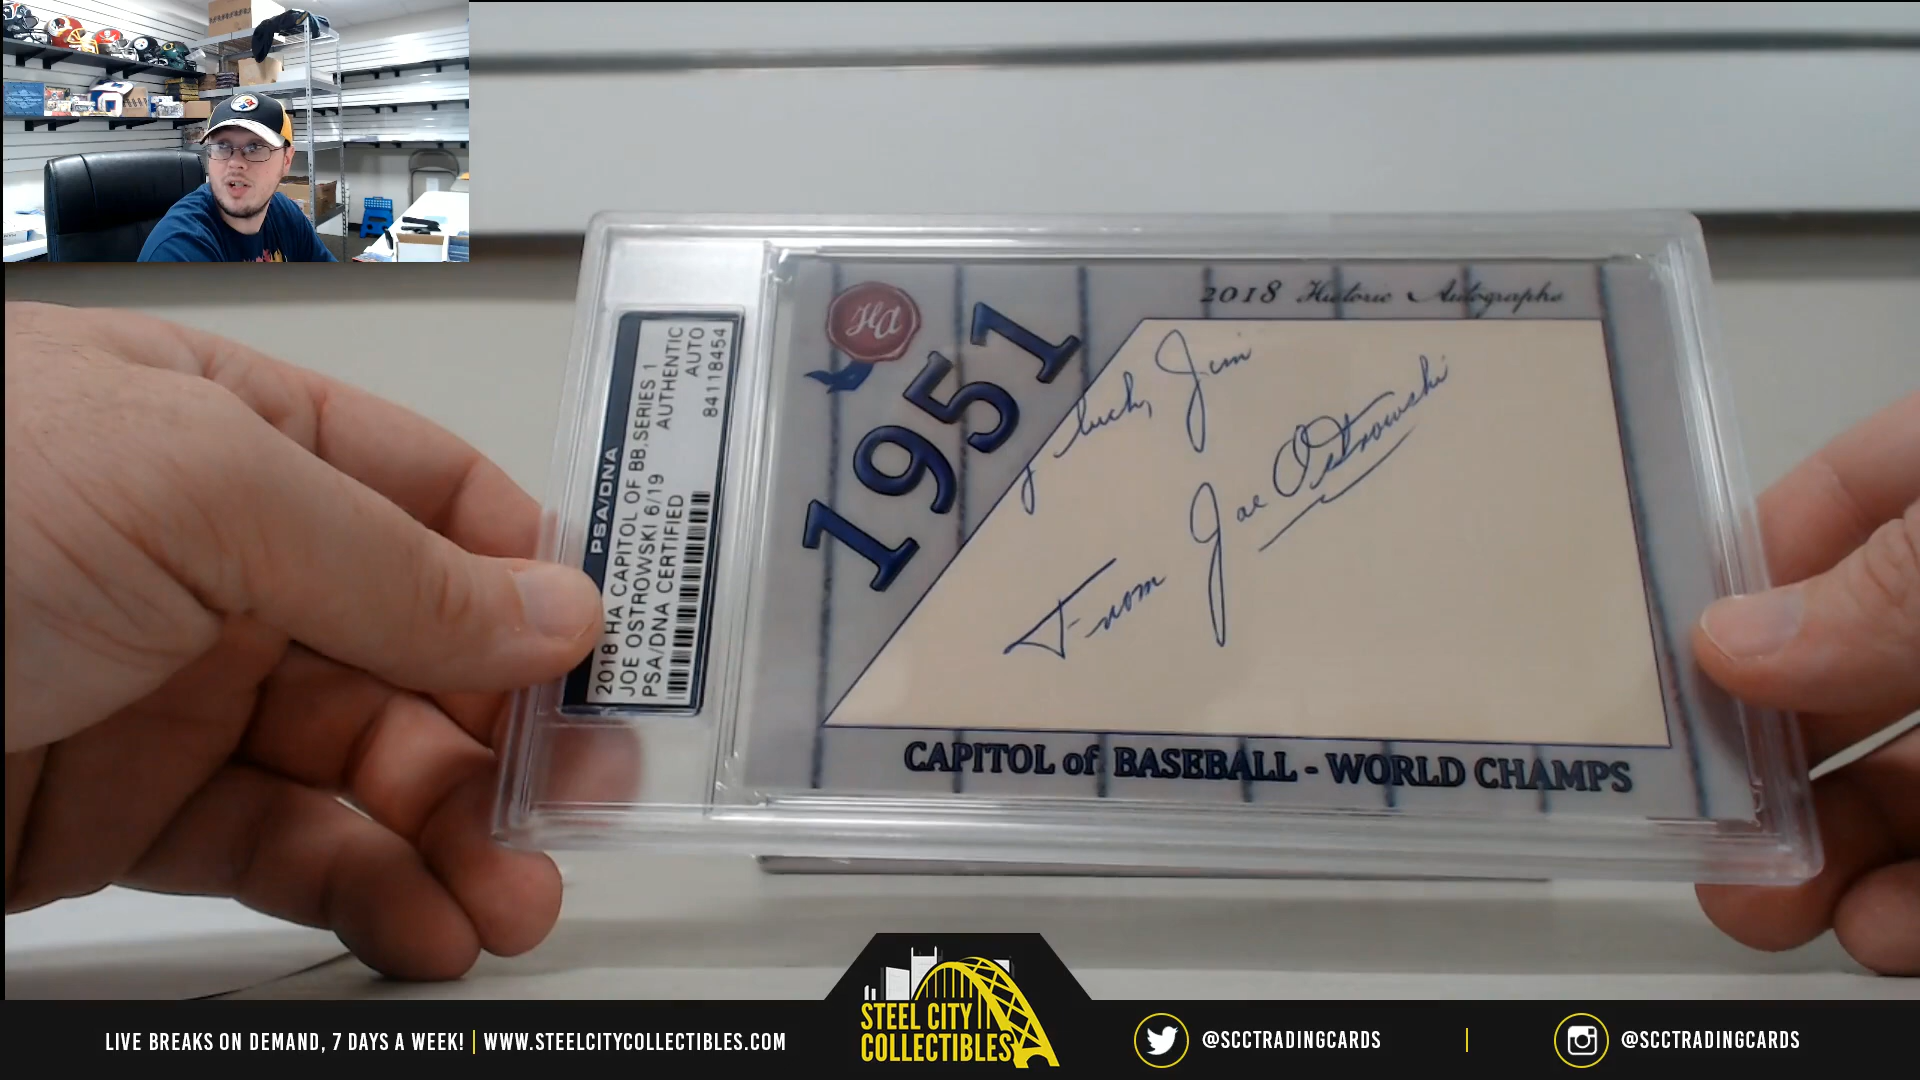 PSA/DNA
2018 HA CAPITOL OF BB, SERIES 1
JOE OSTROWSKI 6/19 AUTHENTIC
PSA/DNA CERTIFIED AUTO
84118454
HA
1951
2018 Historic Autographs
luck, Jim
From Joe Ostrowski
CAPITOL of BASEBALL - WORLD CHAMPS
LIVE BREAKS ON DEMAND, 7 DAYS A WEEK! | WWW.STEELCITYCOLLECTIBLES.COM
STEEL CITY
COLLECTIBLES
@SCCTRADINGCARDS | @SCCTRADINGCARDS